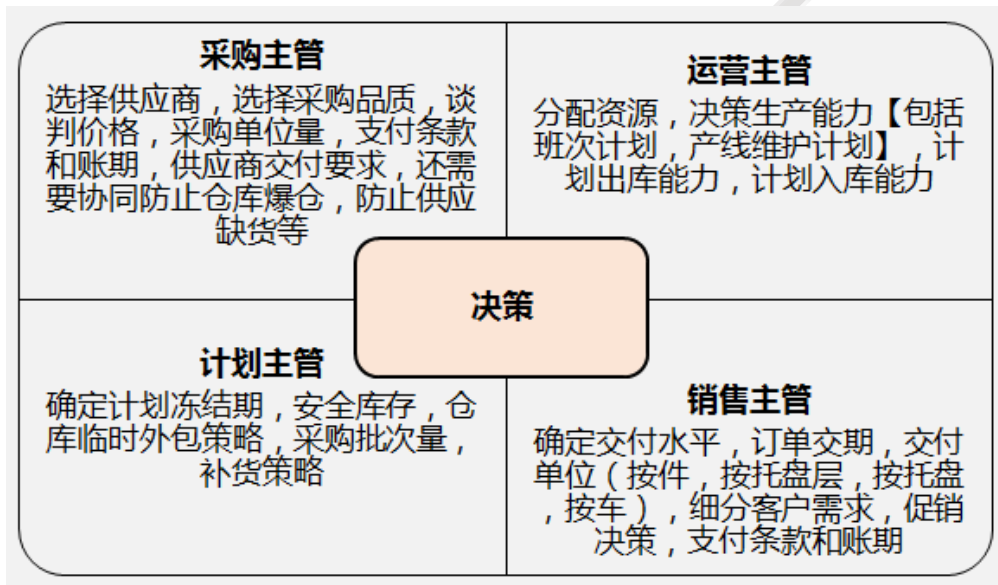 采购主管
选择供应商，选择采购品质，谈
判价格，采购单位量，支付条款
和账期，供应商交付要求，还需
要协同防止仓库爆仓，防止供应
缺货等
运营主管
分配资源，决策生产能力【包括
班次计划，产线维护计划】，计
划出库能力，计划入库能力
决策
计划主管
确定计划冻结期，安全库存，仓
库临时外包策略，采购批次量，
补货策略
销售主管
确定交付水平，订单交期，交付
单位（按件，按托盘层，按托盘
，按车），细分客户需求，促销
决策，支付条款和账期